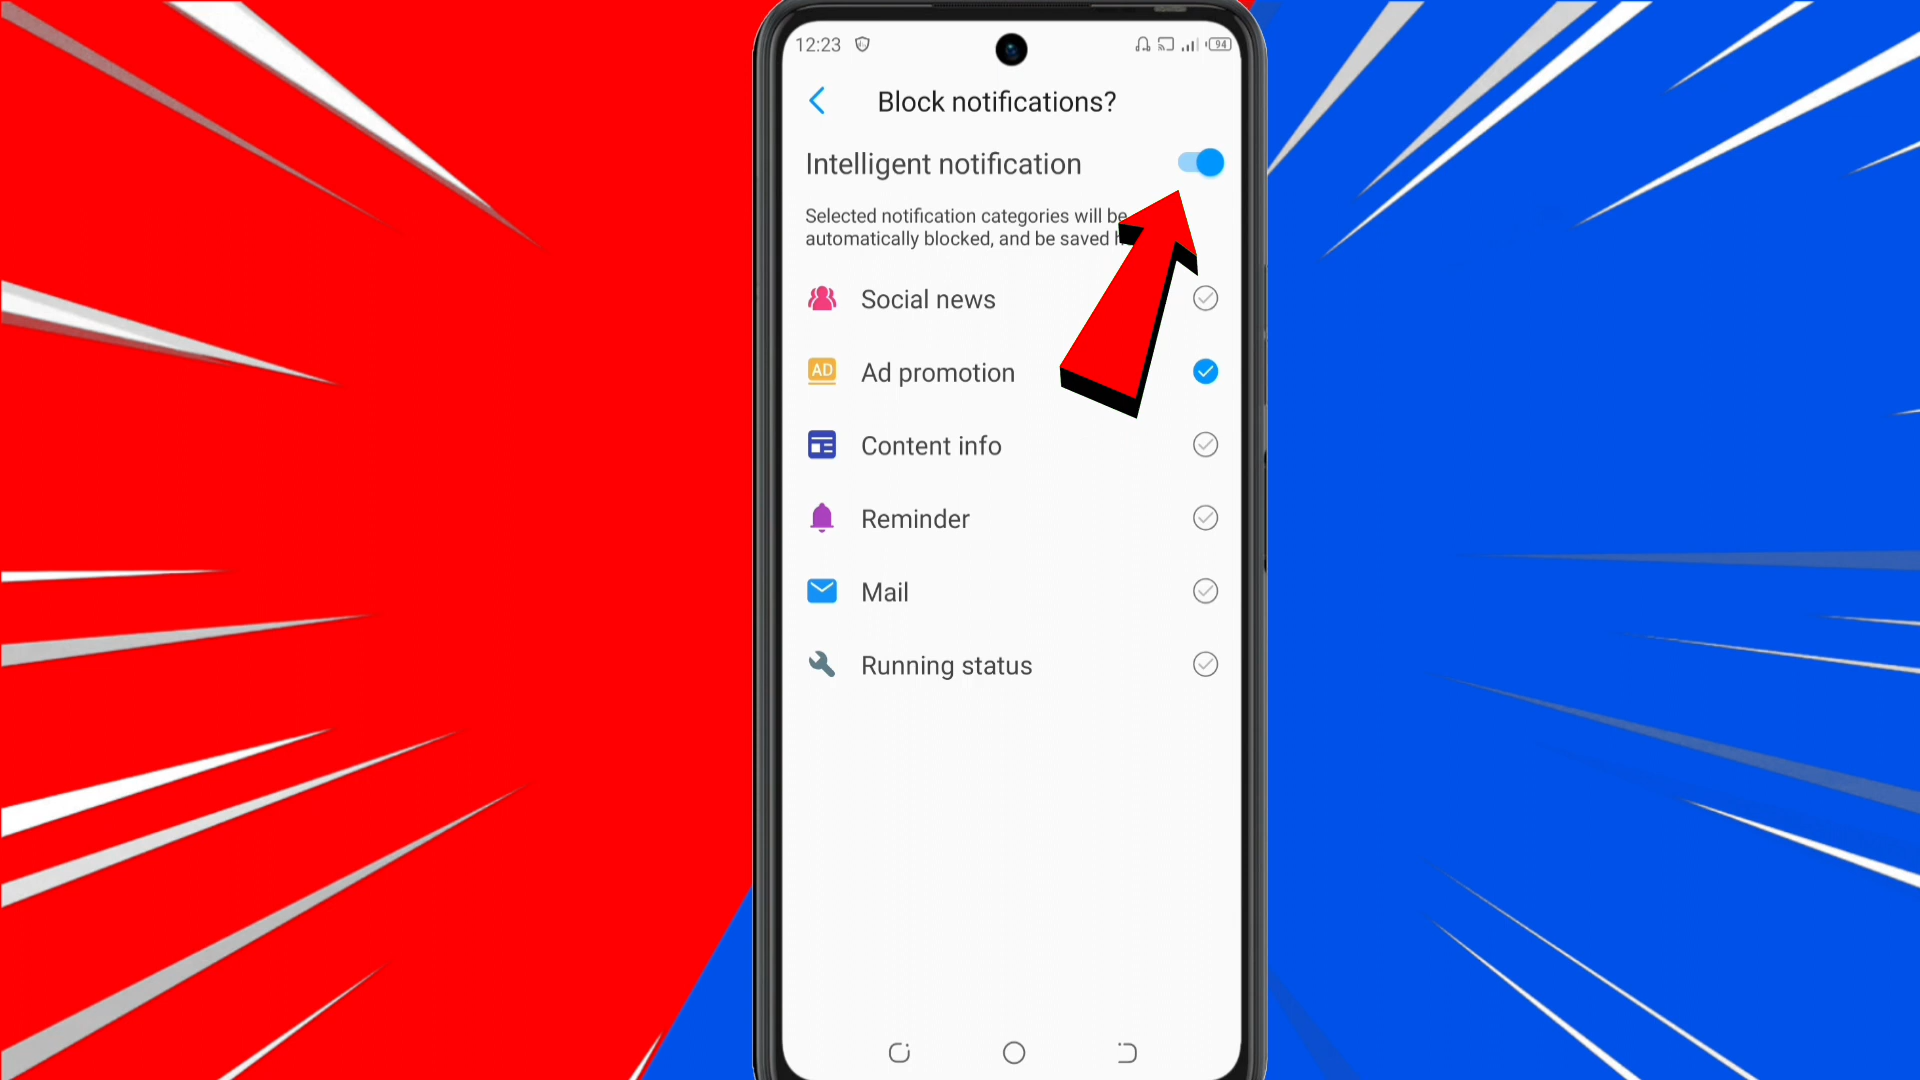 12:23
94
Block notifications?
Intelligent notification
Selected notification categories will be
automatically blocked, and be saved
Social news
AD
Ad promotion
Content info
Reminder
Mail
Running status